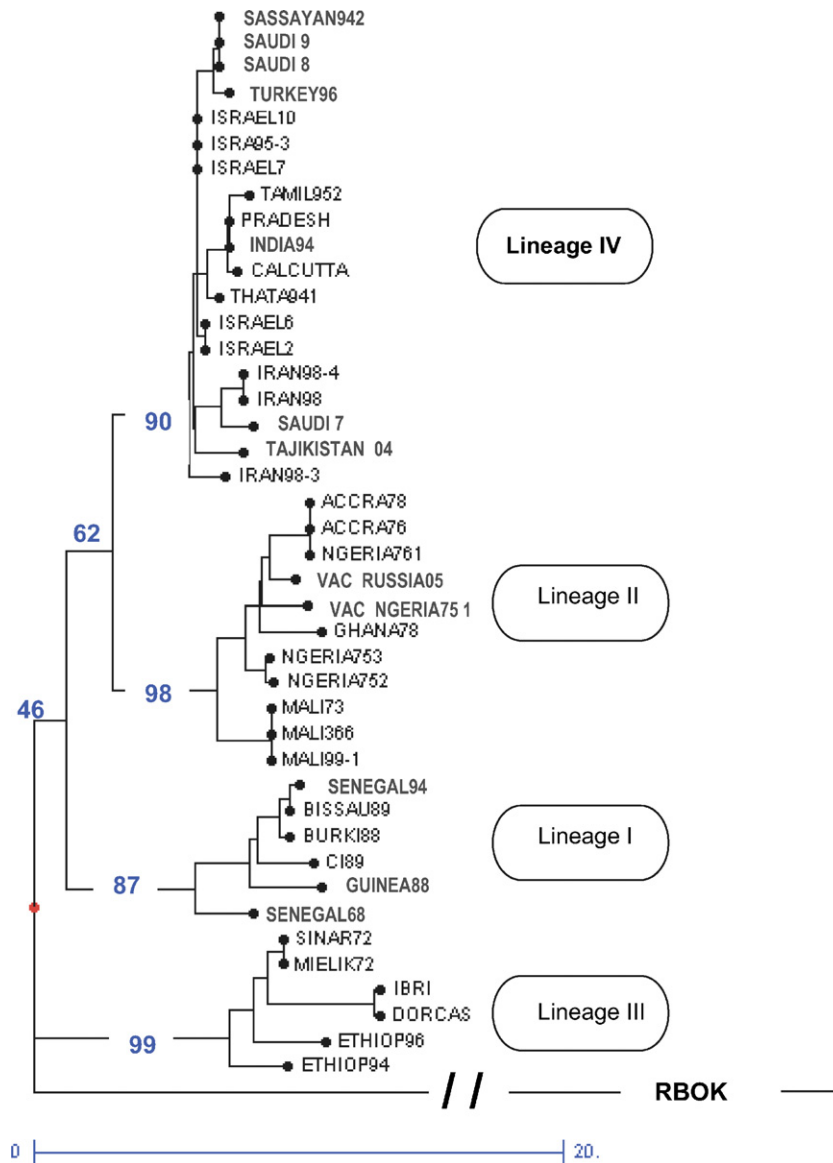 SASSAYAN942
SAUDI 9
SAUDI 8
TURKEY96
ISRAEL10
ISRA95-3
ISRAEL7
TAMIL952
PRADESH
INDIA94
Lineage IV
CALCUTTA
THATA941
ISRAEL6
ISRAEL2
IRAN98-4
IRAN98
90
SAUDI 7
TAJIKISTAN 04
IRAN98-3
ACCRA78
62
ACCRA76
NGERIA761
VAC RUSSIA05
Lineage II
VAC NGERIA75 1
GHANA78
NGERIA753
98
NGERIA752
46
MALI73
MALI366
MALI99-1
SENEGAL94
BISSAU89
Lineage I
BURKI88
CI89
87
GUINEA88
SENEGAL68
SINAR72
MIELIK72
IBRI
Lineage III
DORCAS
99
ETHIOP96
ETHIOP94
// RBOK
0 20.